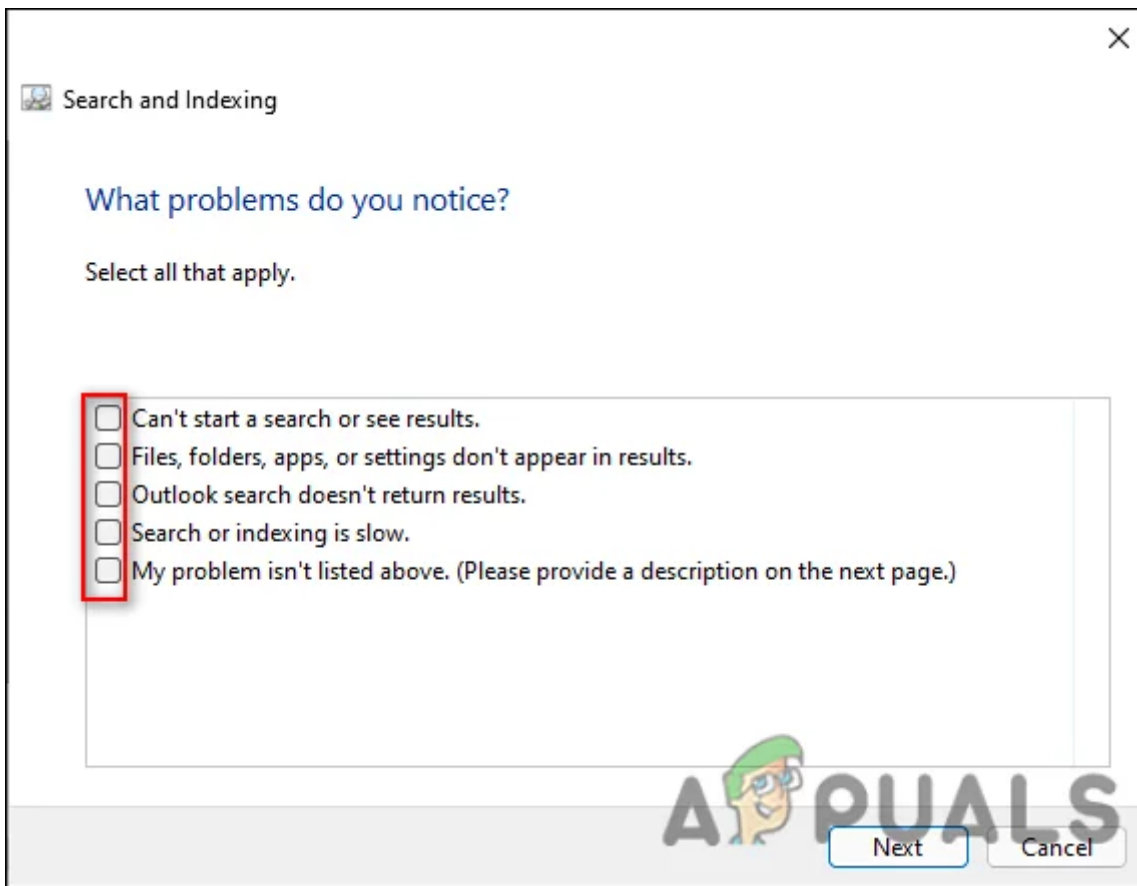 Search and Indexing
What problems do you notice?
Select all that apply.
Can't start a search or see results.
Files, folders, apps, or settings don't appear in results.
Outlook search doesn't return results.
Search or indexing is slow.
My problem isn't listed above. (Please provide a description on the next page.)
APPUALS
Next Cancel